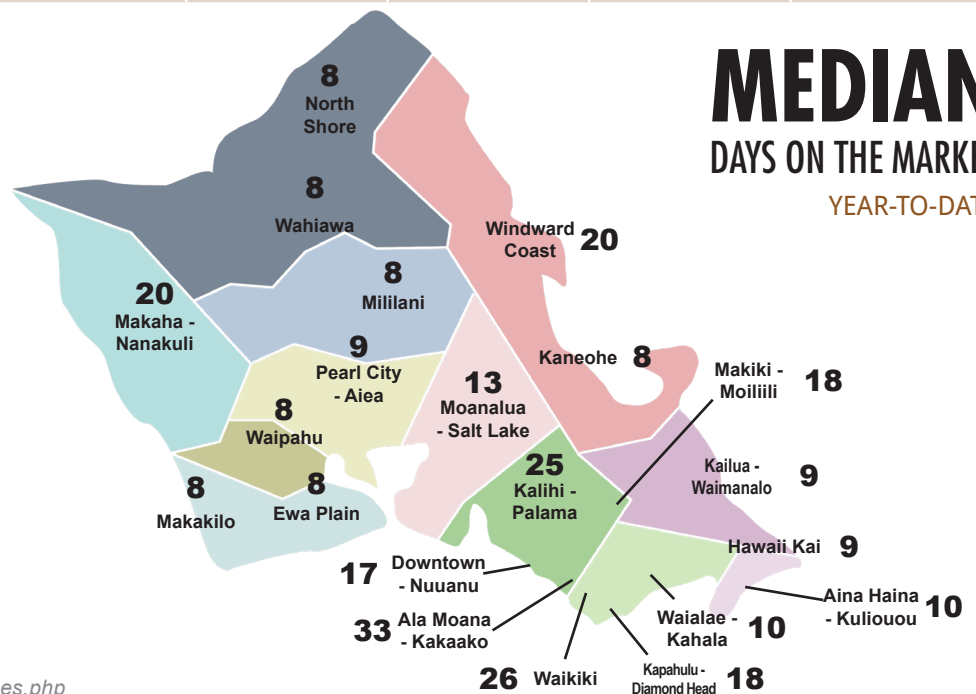 MEDIAN
DAYS ON THE MARKE
YEAR-TO-DAT
8
North
Shore
8
Wahiawa
Windward
Coast 20
8
Mililani
20
Makaha -
Nanakuli
9
Pearl City
- Aiea
Kaneohe 8
13
Moanalua
- Salt Lake
Makiki -
Moiliili 18
8
Waipahu
25
Kalihi -
Palama
Kailua -
Waimanalo 9
8
Makakilo
8
Ewa Plain
Hawaii Kai 9
17 Downtown
- Nuuanu
Aina Haina
- Kuliouou 10
33 Ala Moana
- Kakaako
Waialae -
Kahala 10
26 Waikiki
Kapahulu -
Diamond Head 18
es.php